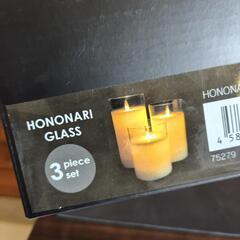 HONONARI
GLASS
3 piece
set
HONONA
4 58
75279